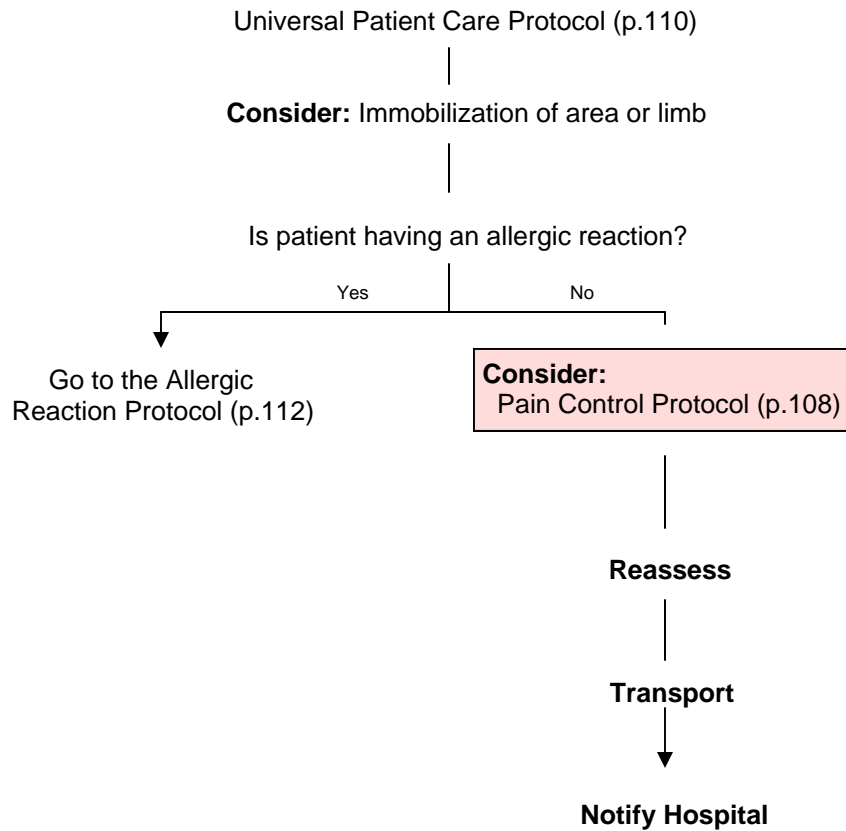 Universal Patient Care Protocol (p.110)
Consider: Immobilization of area or limb
Is patient having an allergic reaction?
Yes
No
Go to the Allergic
Reaction Protocol (p.112)
Consider:
Pain Control Protocol (p.108)
Reassess
Transport
Notify Hospital